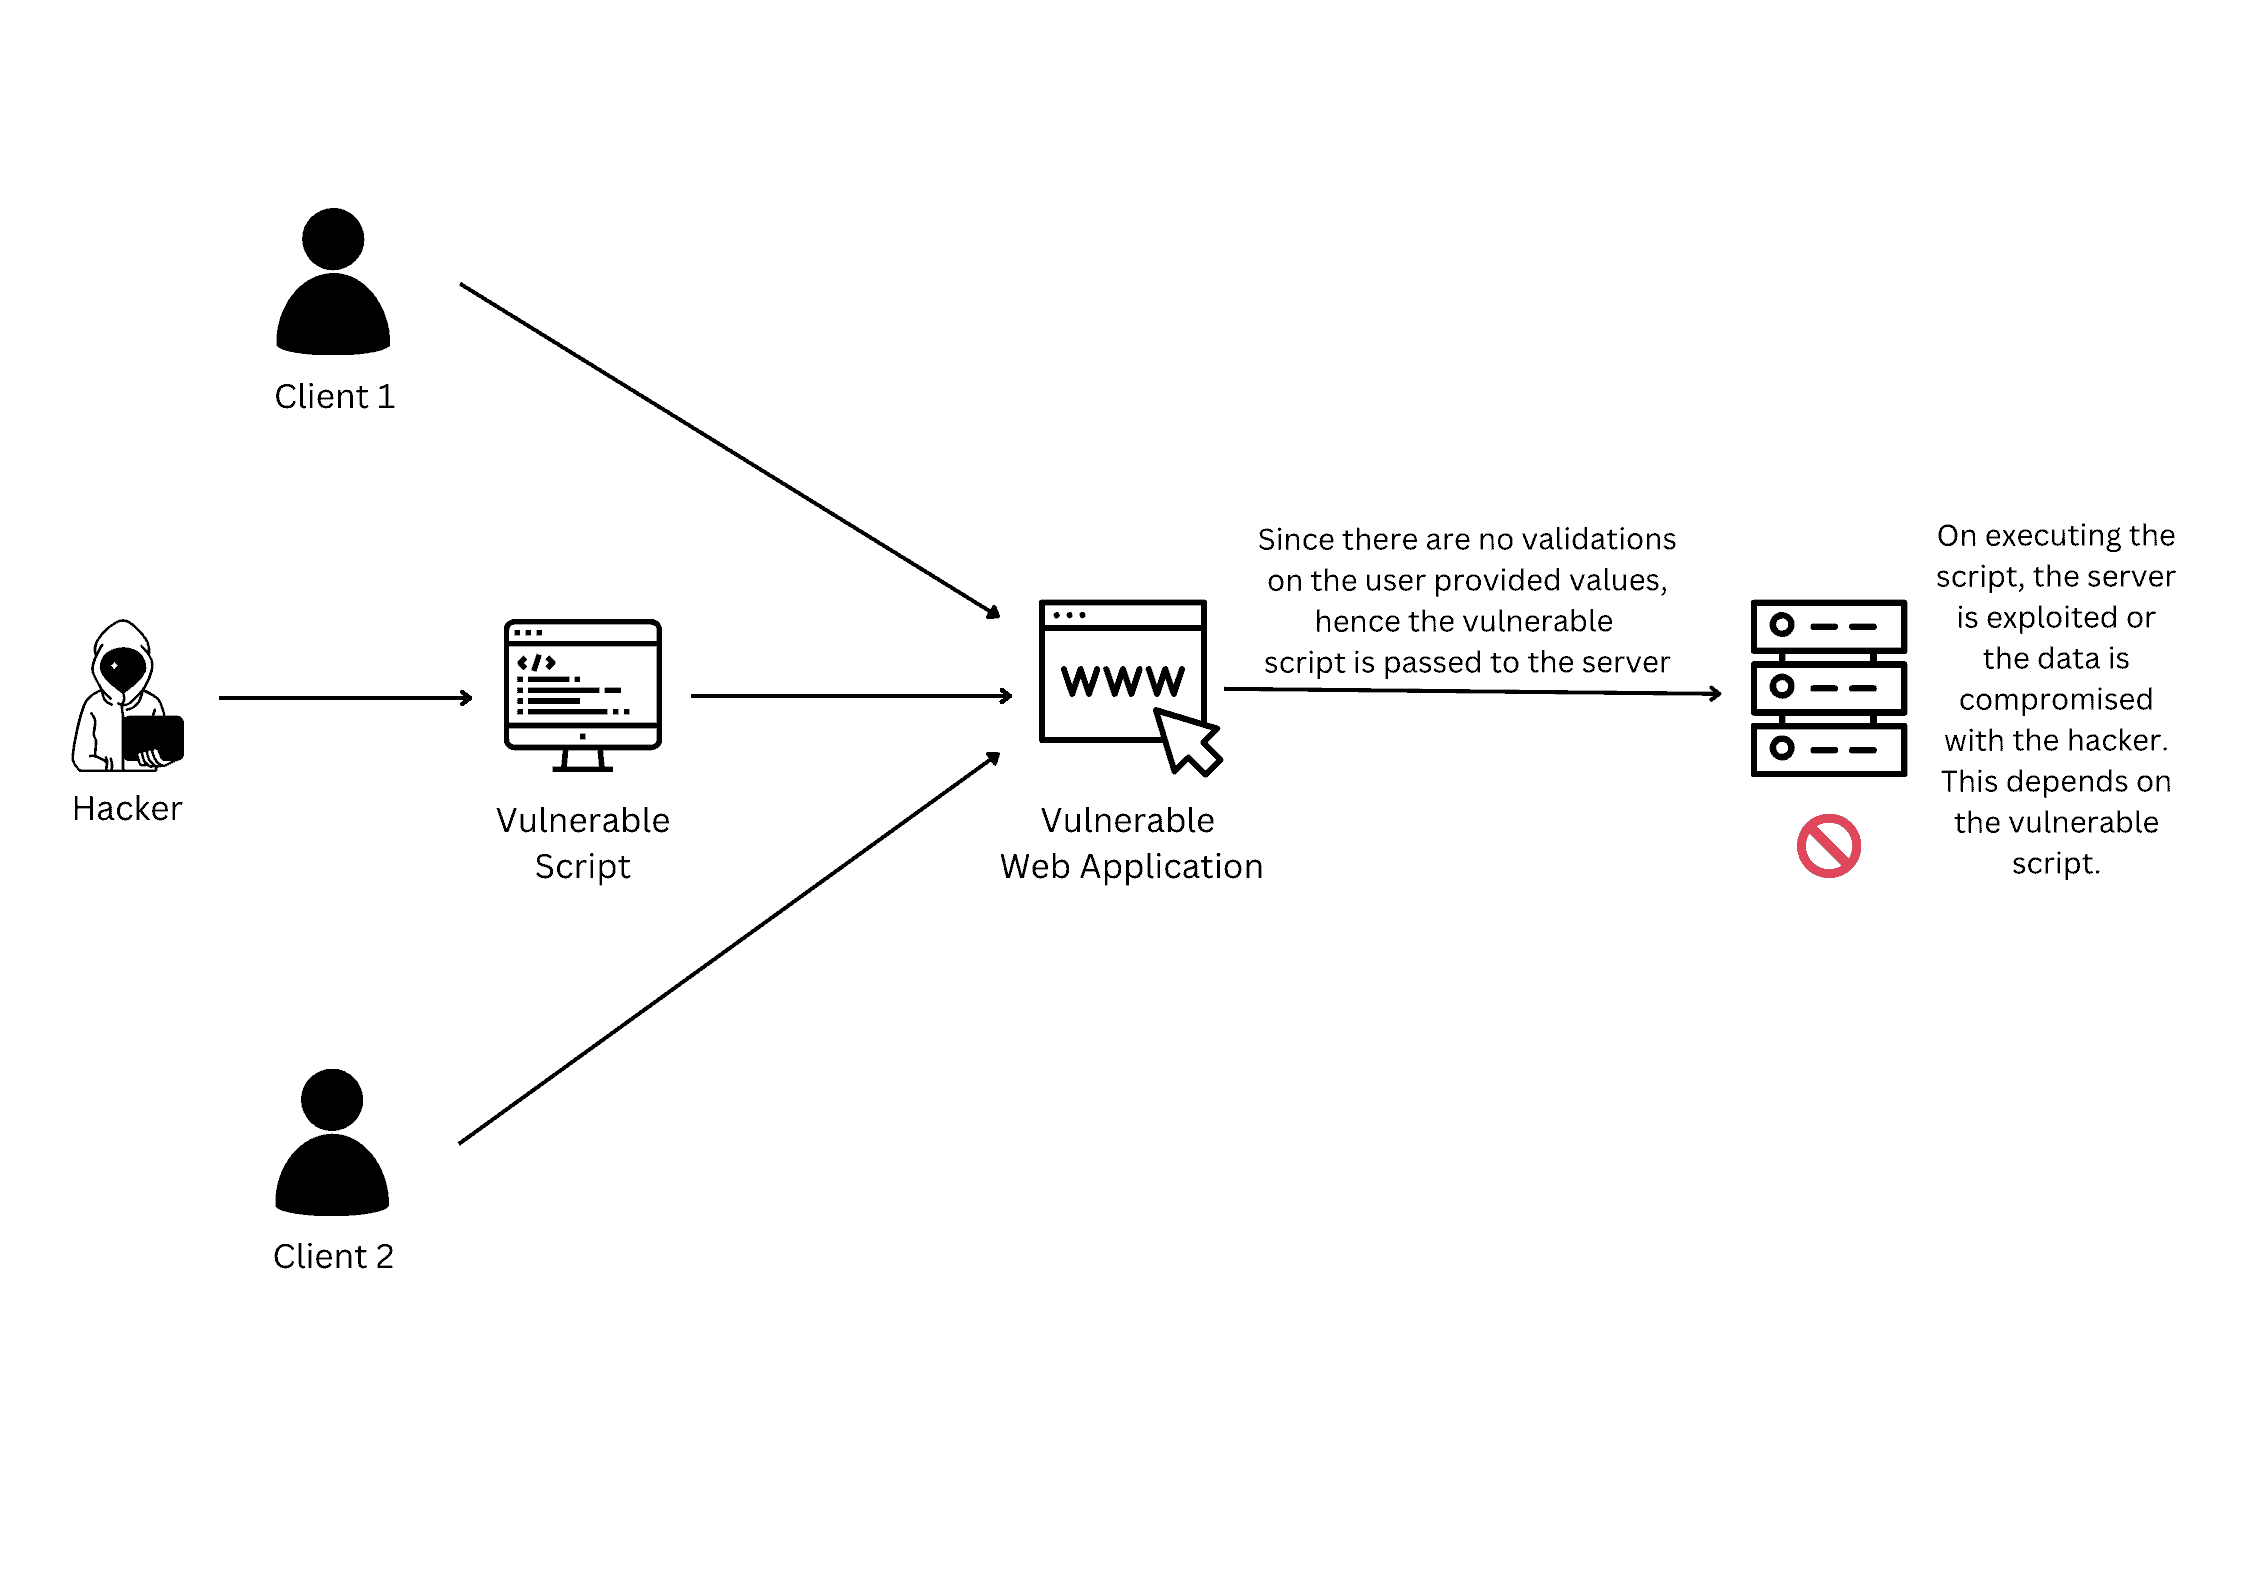 Client 1
Since there are no validations
on the user provided values,
hence the vulnerable
script is passed to the server
On executing the
script, the server
is exploited or
the data is
compromised
with the hacker.
This depends on
the vulnerable
script.
</>
WWW
Hacker
Vulnerable
Script
Vulnerable
Web Application
Client 2